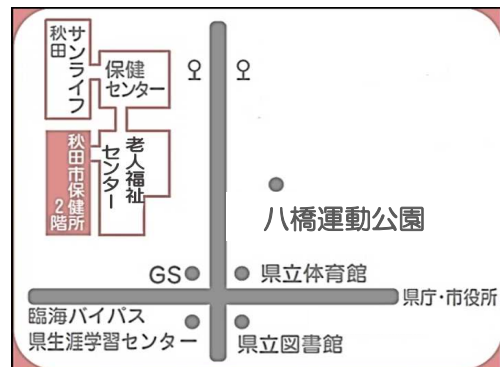 サンライフ
秋田
保健
センター
老人福祉
センター
秋田市保健所
2階
八橋運動公園
GS
県立体育館
県庁・市役所
臨海バイパス
県生涯学習センター
県立図書館